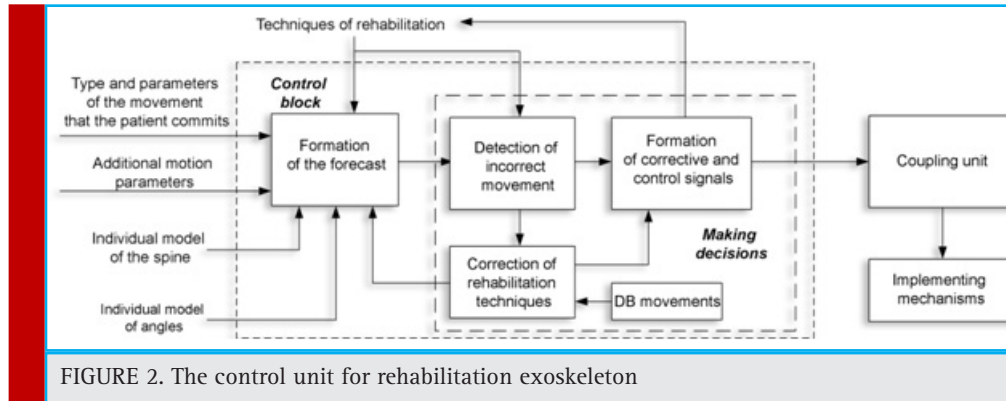 Techniques of rehabilitation
Control
block
Type and parameters
of the movement
that the patient commits
Additional motion
parameters
Individual model
of the spine
Individual model
of angles
Formation
of the forecast
Detection of
incorrect
movement
Formation
of corrective and
control signals
Making
decisions
Correction of
rehabilitation
techniques
DB movements
Coupling unit
Implementing
mechanisms
FIGURE 2. The control unit for rehabilitation exoskeleton